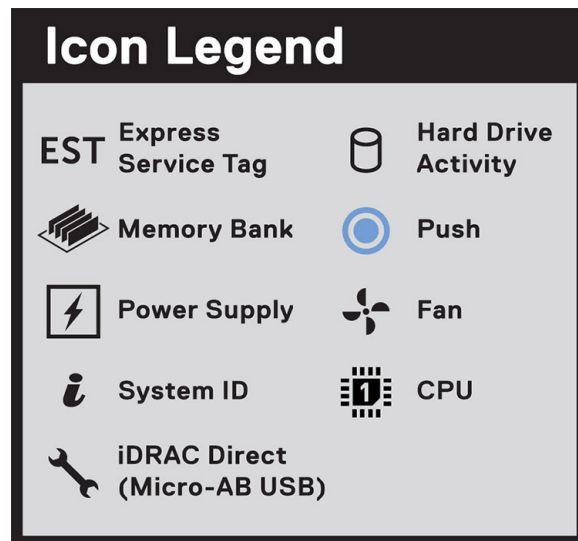 Icon Legend
EST Express
Service Tag
Hard Drive
Activity
Memory Bank
Push
Power Supply
Fan
i System ID
1 CPU
iDRAC Direct
(Micro-AB USB)